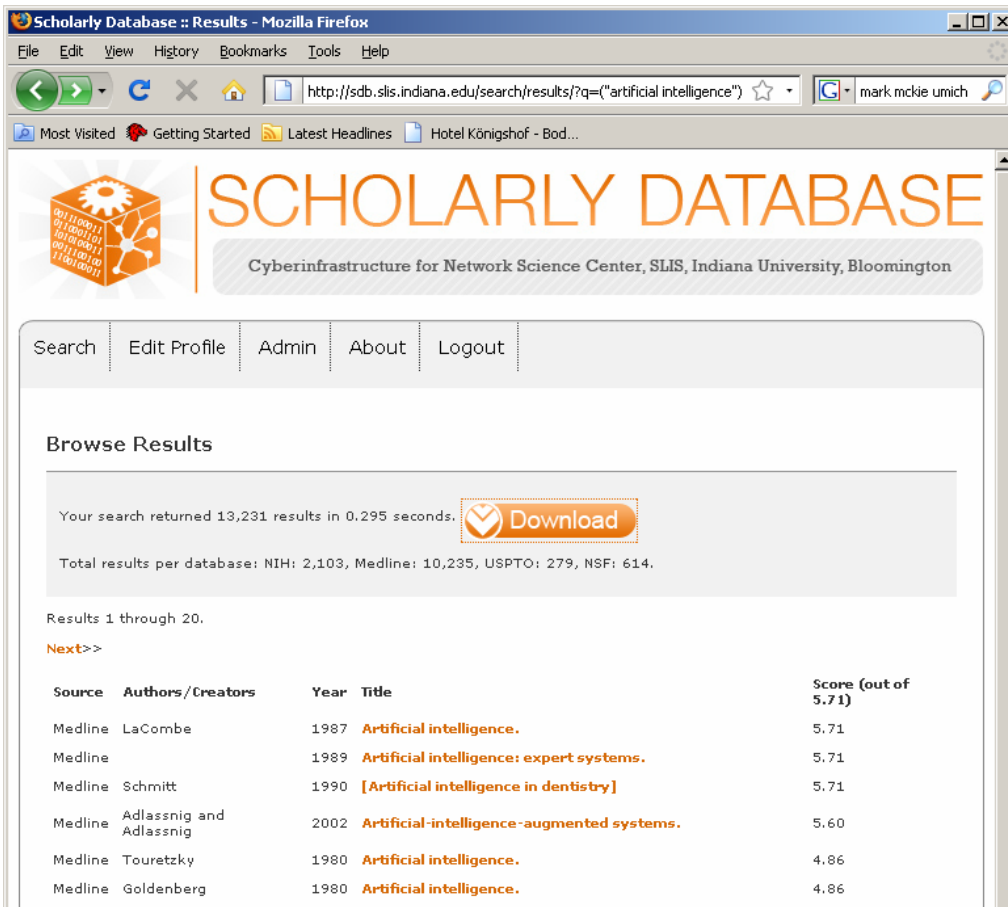 Scholarly Database :: Results - Mozilla Firefox
File Edit View History Bookmarks Tools Help
http://sdb.slis.indiana.edu/search/results/?q=("artificial intelligence") G mark mckie umich
Most Visited Getting Started Latest Headlines Hotel Königshof - Bod...
SCHOLARLY DATABASE
Cyberinfrastructure for Network Science Center, SLIS, Indiana University, Bloomington
Search Edit Profile Admin About Logout
Browse Results
Your search returned 13,231 results in 0.295 seconds. Download
Total results per database: NIH: 2,103, Medline: 10,235, USPTO: 279, NSF: 614.
Results 1 through 20.
Next>>
Source Authors/Creators Year Title Score (out of 5.71)
Medline LaCombe 1987 Artificial intelligence. 5.71
Medline 1989 Artificial intelligence: expert systems. 5.71
Medline Schmitt 1990 [Artificial intelligence in dentistry] 5.71
Medline Adlassnig and Adlassnig 2002 Artificial-intelligence-augmented systems. 5.60
Medline Touretzky 1980 Artificial intelligence. 4.86
Medline Goldenberg 1980 Artificial intelligence. 4.86